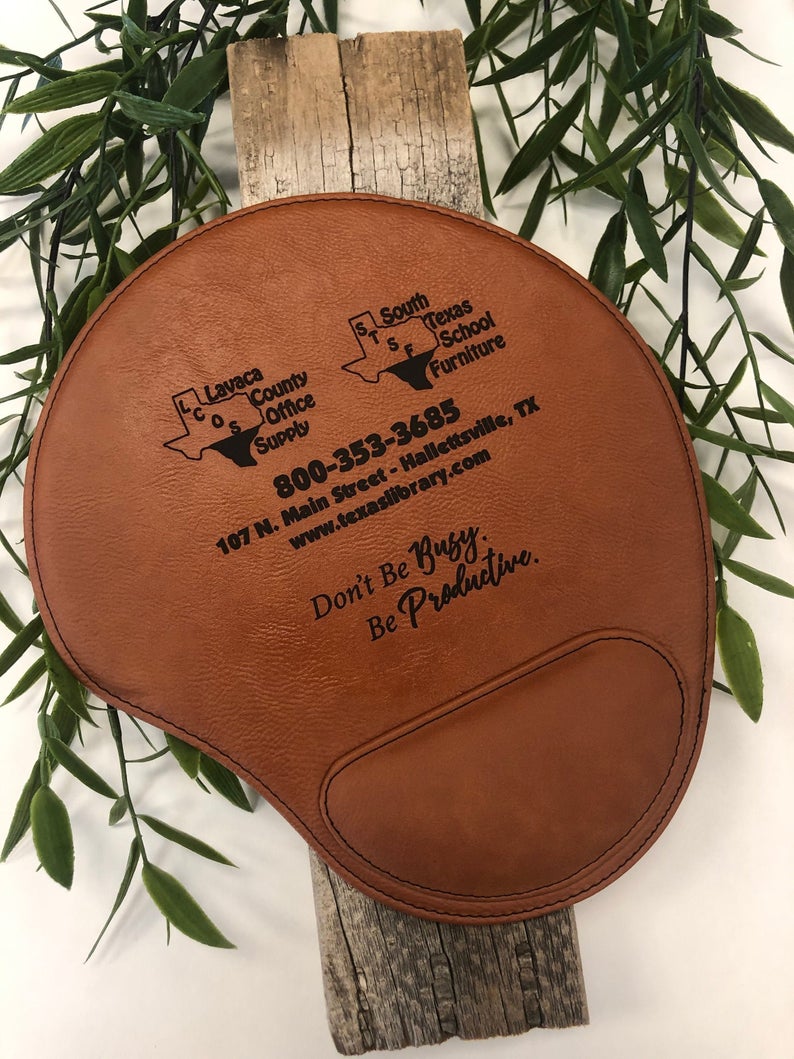 L C O S
Lavaca
County
Office
Supply
S T S F
South
Texas
School
Furniture
800-353-3685
107 N. Main Street - Hallettsville, TX
www.texaslibrary.com
Don't Be Busy.
Be Productive.